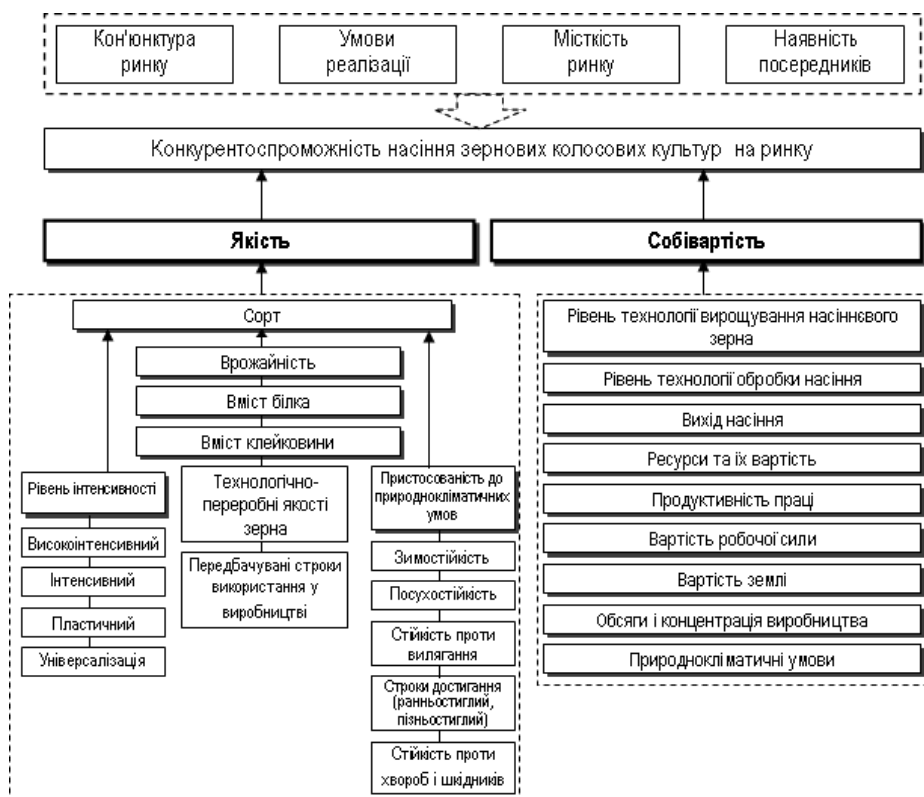 Кон'юнктура
ринку
Умови
реалізації
Місткість
ринку
Наявність
посередників
Конкурентоспроможність насіння зернових колосових культур на ринку
Якість
Собівартість
Сорт
Врожайність
Вміст білка
Вміст клейковини
Рівень інтенсивності
Високоінтенсивний
Інтенсивний
Пластичний
Універсалізація
Технологічно-
переробні якості
зерна
Передбачувані строки
використання у
виробництві
Пристосованість до
природнокліматичних
умов
Зимостійкість
Посухостійкість
Стійкість проти
вилягання
Строки достигання
(ранньостиглий,
пізньостиглий)
Стійкість проти
хвороб і шкідників
Рівень технології вирощування насіннєвого
зерна
Рівень технології обробки насіння
Вихід насіння
Ресурси та їх вартість
Продуктивність праці
Вартість робочої сили
Вартість землі
Обсяги і концентрація виробництва
Природнокліматичні умови